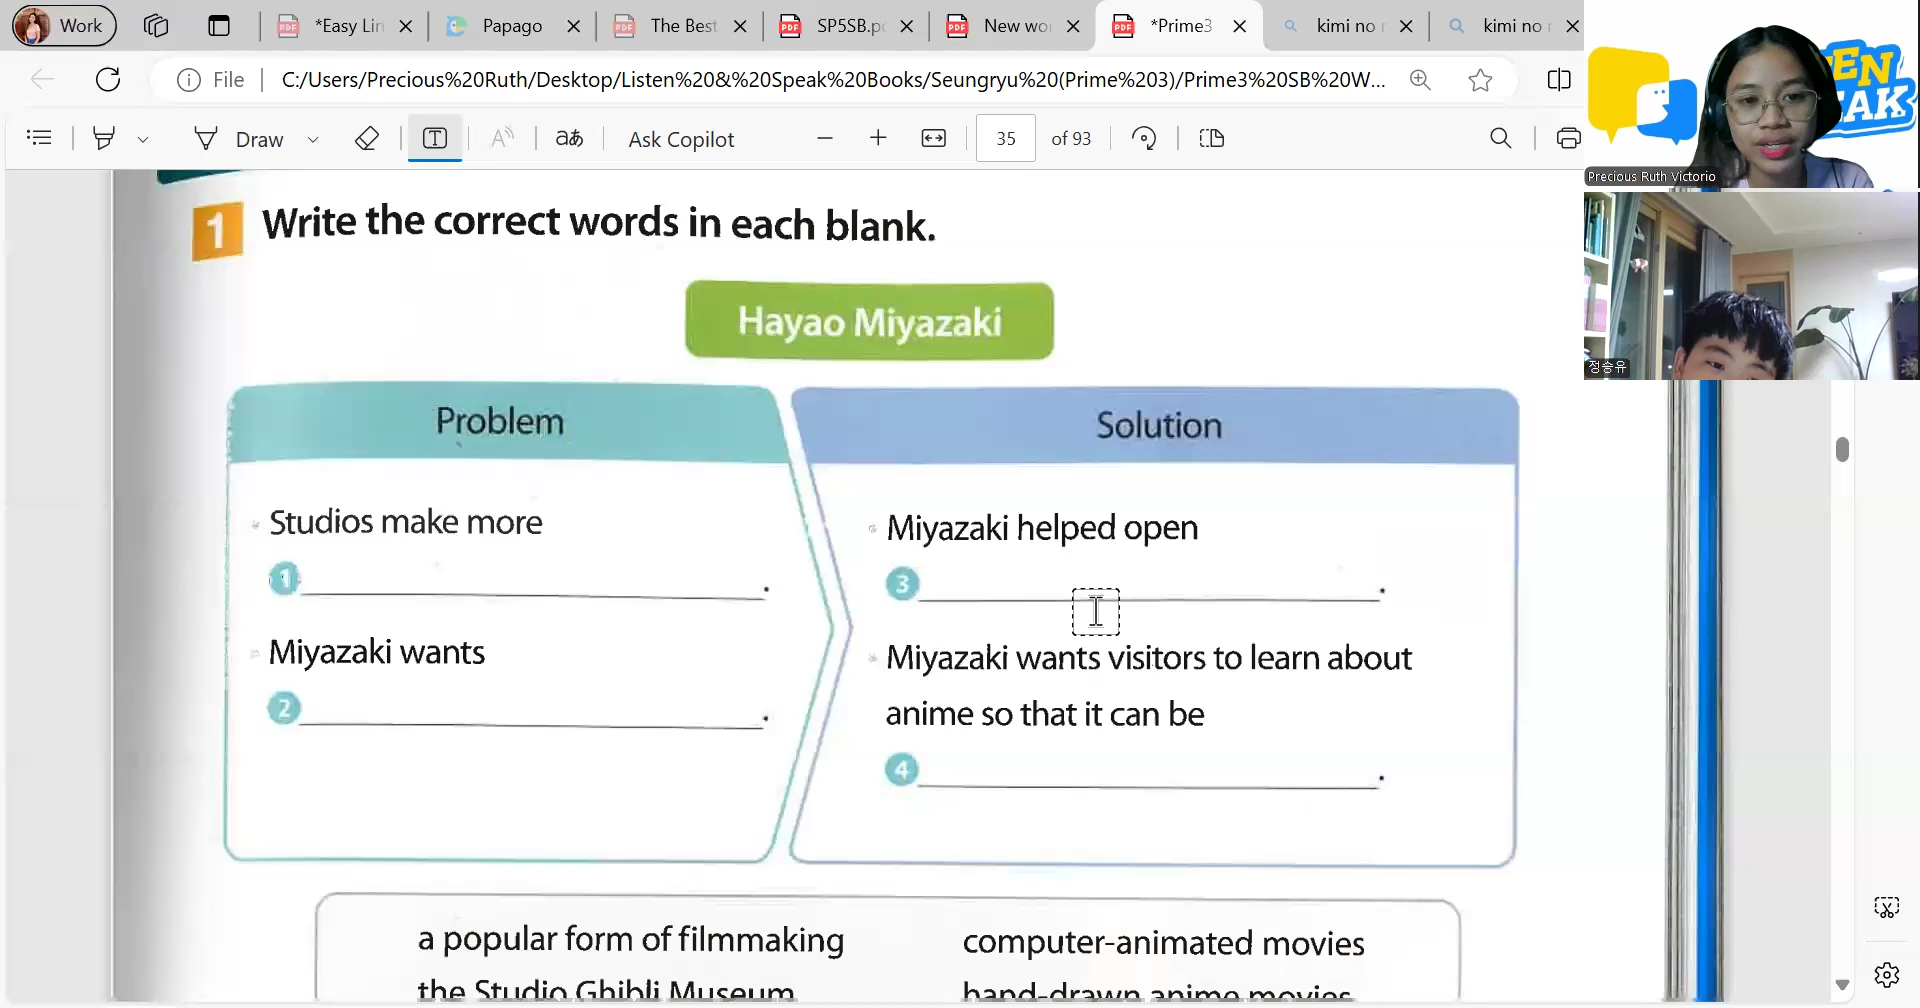 Work
*Easy Lin
Papago
The Best
SP5SB.p
New wo
*Prime3
kimi no
kimi no
File
C:/Users/Precious%20Ruth/Desktop/Listen%20&%20Speak%20Books/Seungryu%20(Prime%203)/Prime3%20SB%20W...
Draw
aあ
Ask Copilot
35
of 93
EN
EAK
Precious Ruth Victorio
정승유
1 Write the correct words in each blank.
Hayao Miyazaki
Problem
Studios make more
1 .
Miyazaki wants
2 .
Solution
Miyazaki helped open
3 .
Miyazaki wants visitors to learn about
anime so that it can be
4 .
a popular form of filmmaking
computer-animated movies
the Studio Ghibli Museum
hand-drawn anime movies